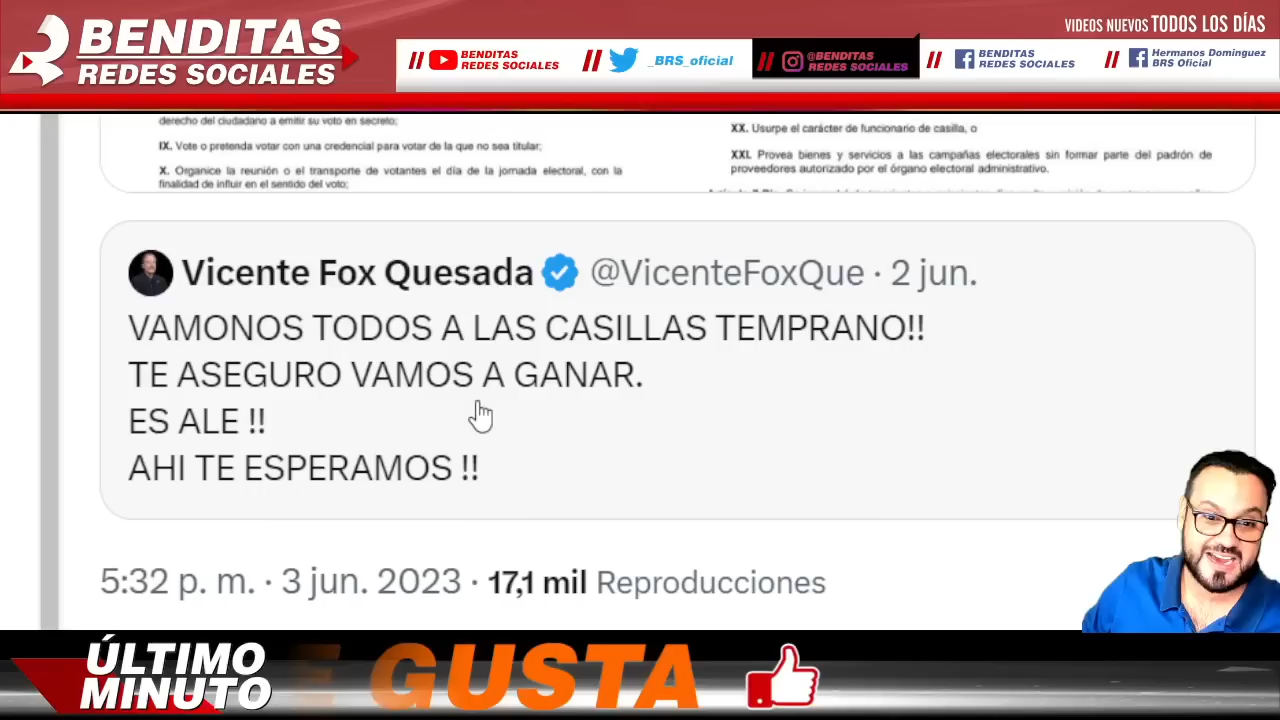 BENDITAS
REDES SOCIALES
VIDEOS NUEVOS TODOS LOS DÍAS
// BENDITAS
REDES SOCIALES
// _BRS_oficial
// @BENDITAS
REDES SOCIALES
// BENDITAS
REDES SOCIALES
// Hermanos Dominguez
BRS Oficial
derecho del ciudadano a emitir su voto en secreto;
IX. Vote o pretenda votar con una credencial para votar de la que no sea titular;
X. Organice la reunión o el transporte de votantes el día de la jornada electoral, con la
finalidad de influir en el sentido del voto;
XX. Usurpe el carácter de funcionario de casilla, o
XXI. Provea bienes y servicios a las campañas electorales sin formar parte del padrón de
proveedores autorizado por el órgano electoral administrativo.
Vicente Fox Quesada @VicenteFoxQue · 2 jun.
VAMONOS TODOS A LAS CASILLAS TEMPRANO!!
TE ASEGURO VAMOS A GANAR.
ES ALE !!
AHI TE ESPERAMOS !!
5:32 p. m. · 3 jun. 2023 · 17,1 mil Reproducciones
ÚLTIMO
MINUTO
E GUSTA